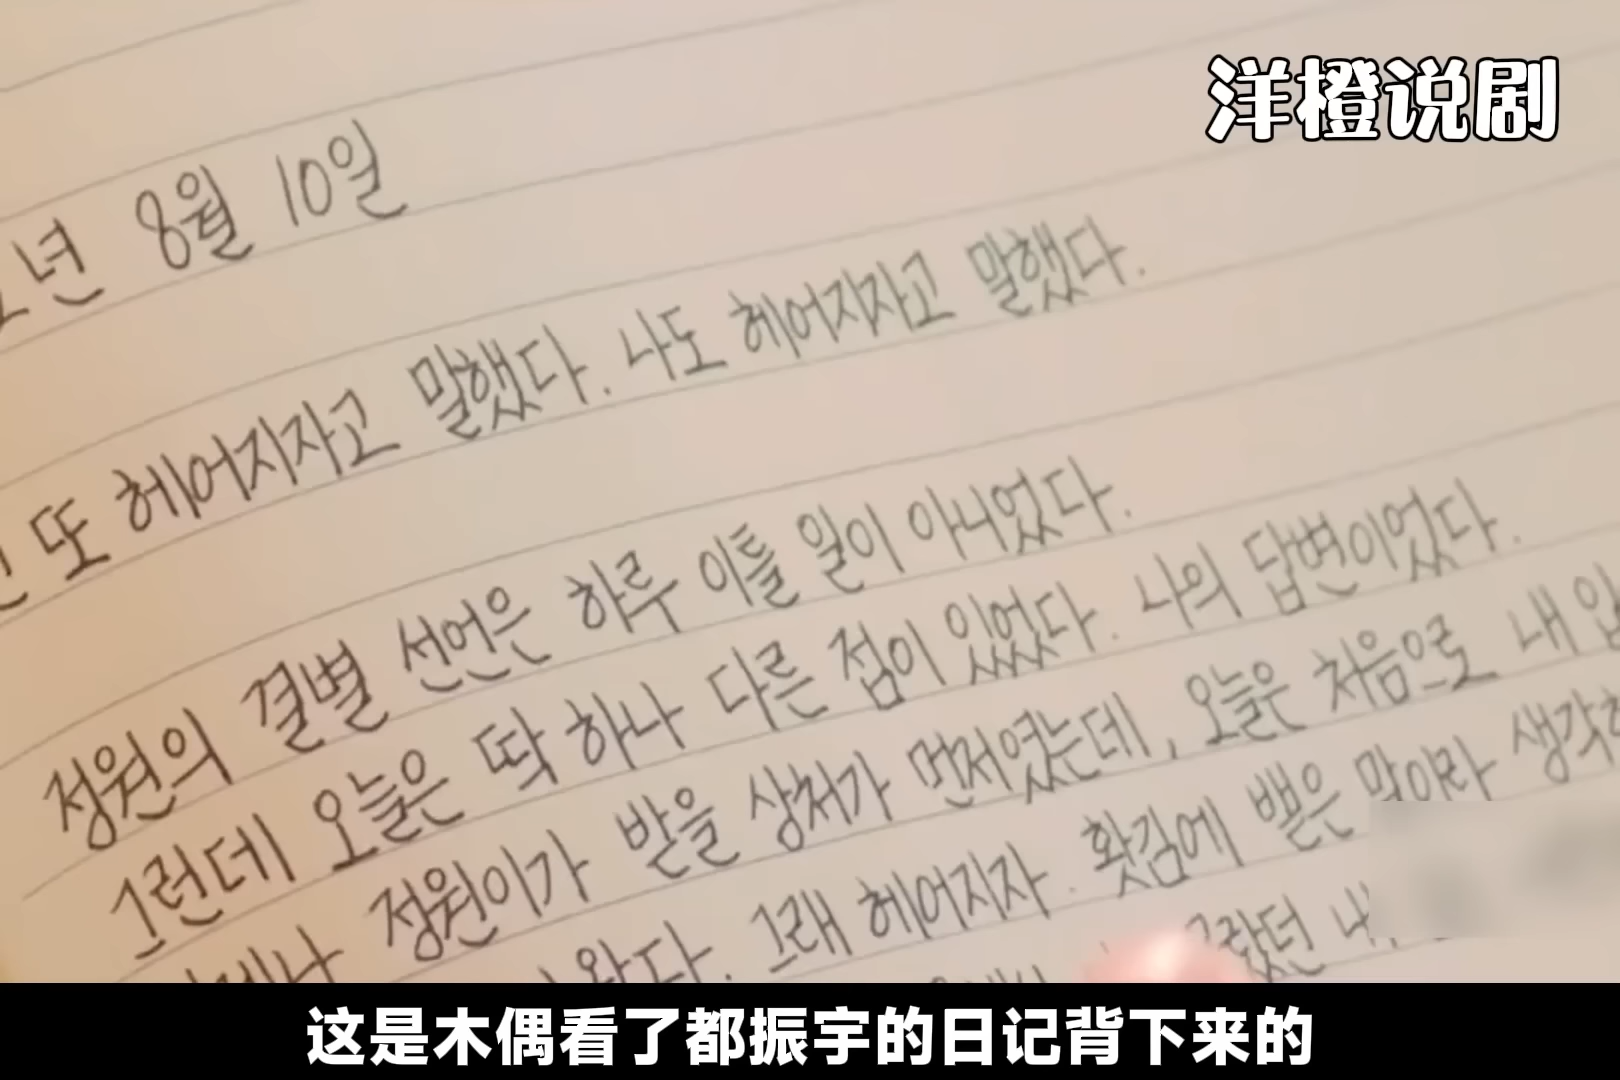 洋橙说剧
년 8월 10일
또 헤어지자고 말했다. 나도 헤어지자고 말했다.
정원의 결별 선언은 하루 이틀 일이 아니었다.
그런데 오늘은 딱 하나 다른 점이 있었다. 나의 답변이었다.
정원이가 받을 상처가 먼저였는데, 오늘은 처음으로 내
왔다. 그래 헤어지자. 홧김에 뱉은 말이라
这是木偶看了都振宇的日记背下来的